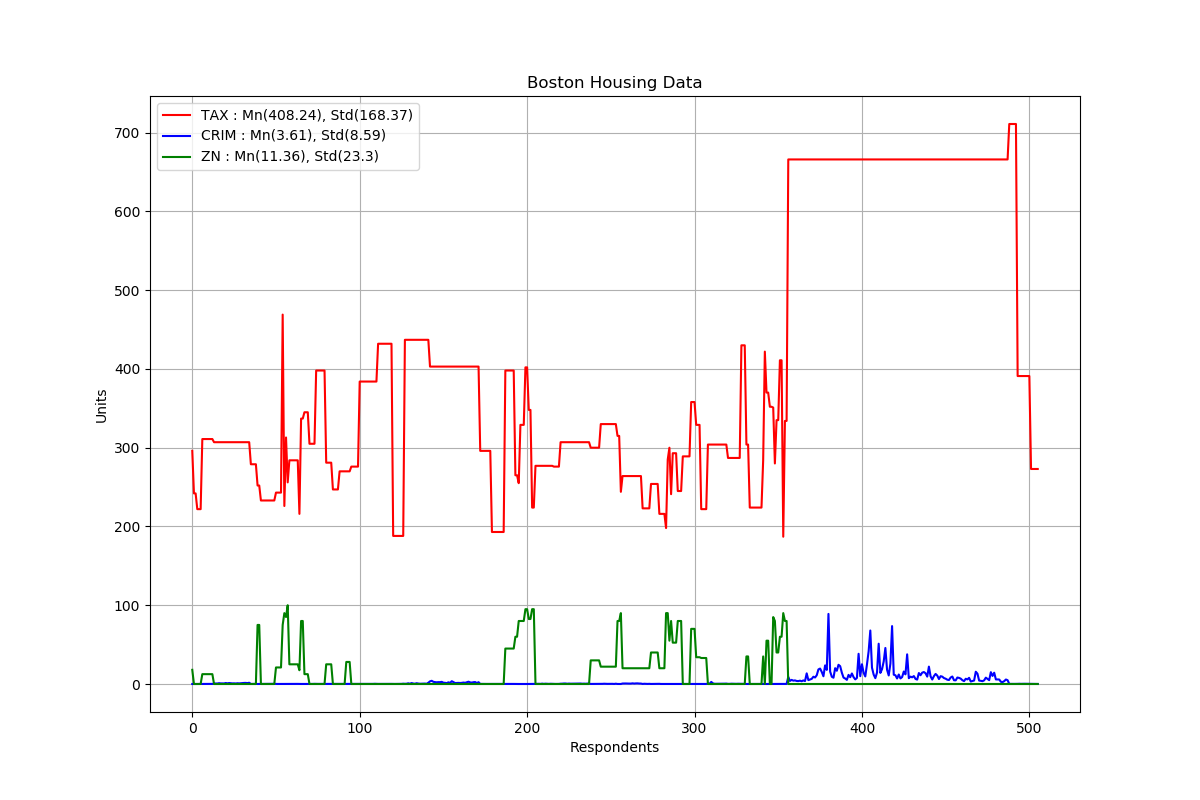 Boston Housing Data
TAX : Mn(408.24), Std(168.37)
CRIM : Mn(3.61), Std(8.59)
ZN : Mn(11.36), Std(23.3)
700
600
500
400
300
200
100
0
Units
0 100 200 300 400 500
Respondents